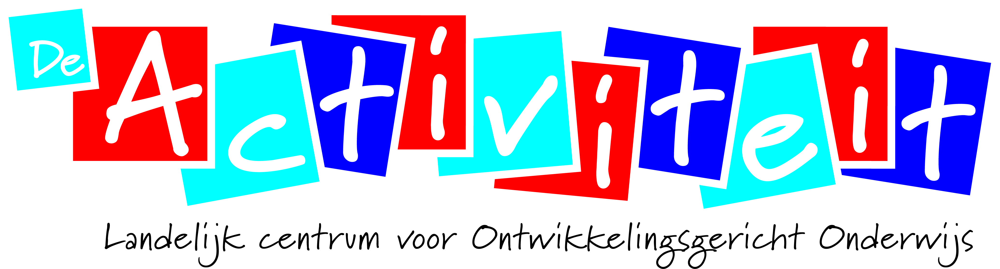 De Activiteit
Landelijk centrum voor Ontwikkelingsgericht Onderwijs